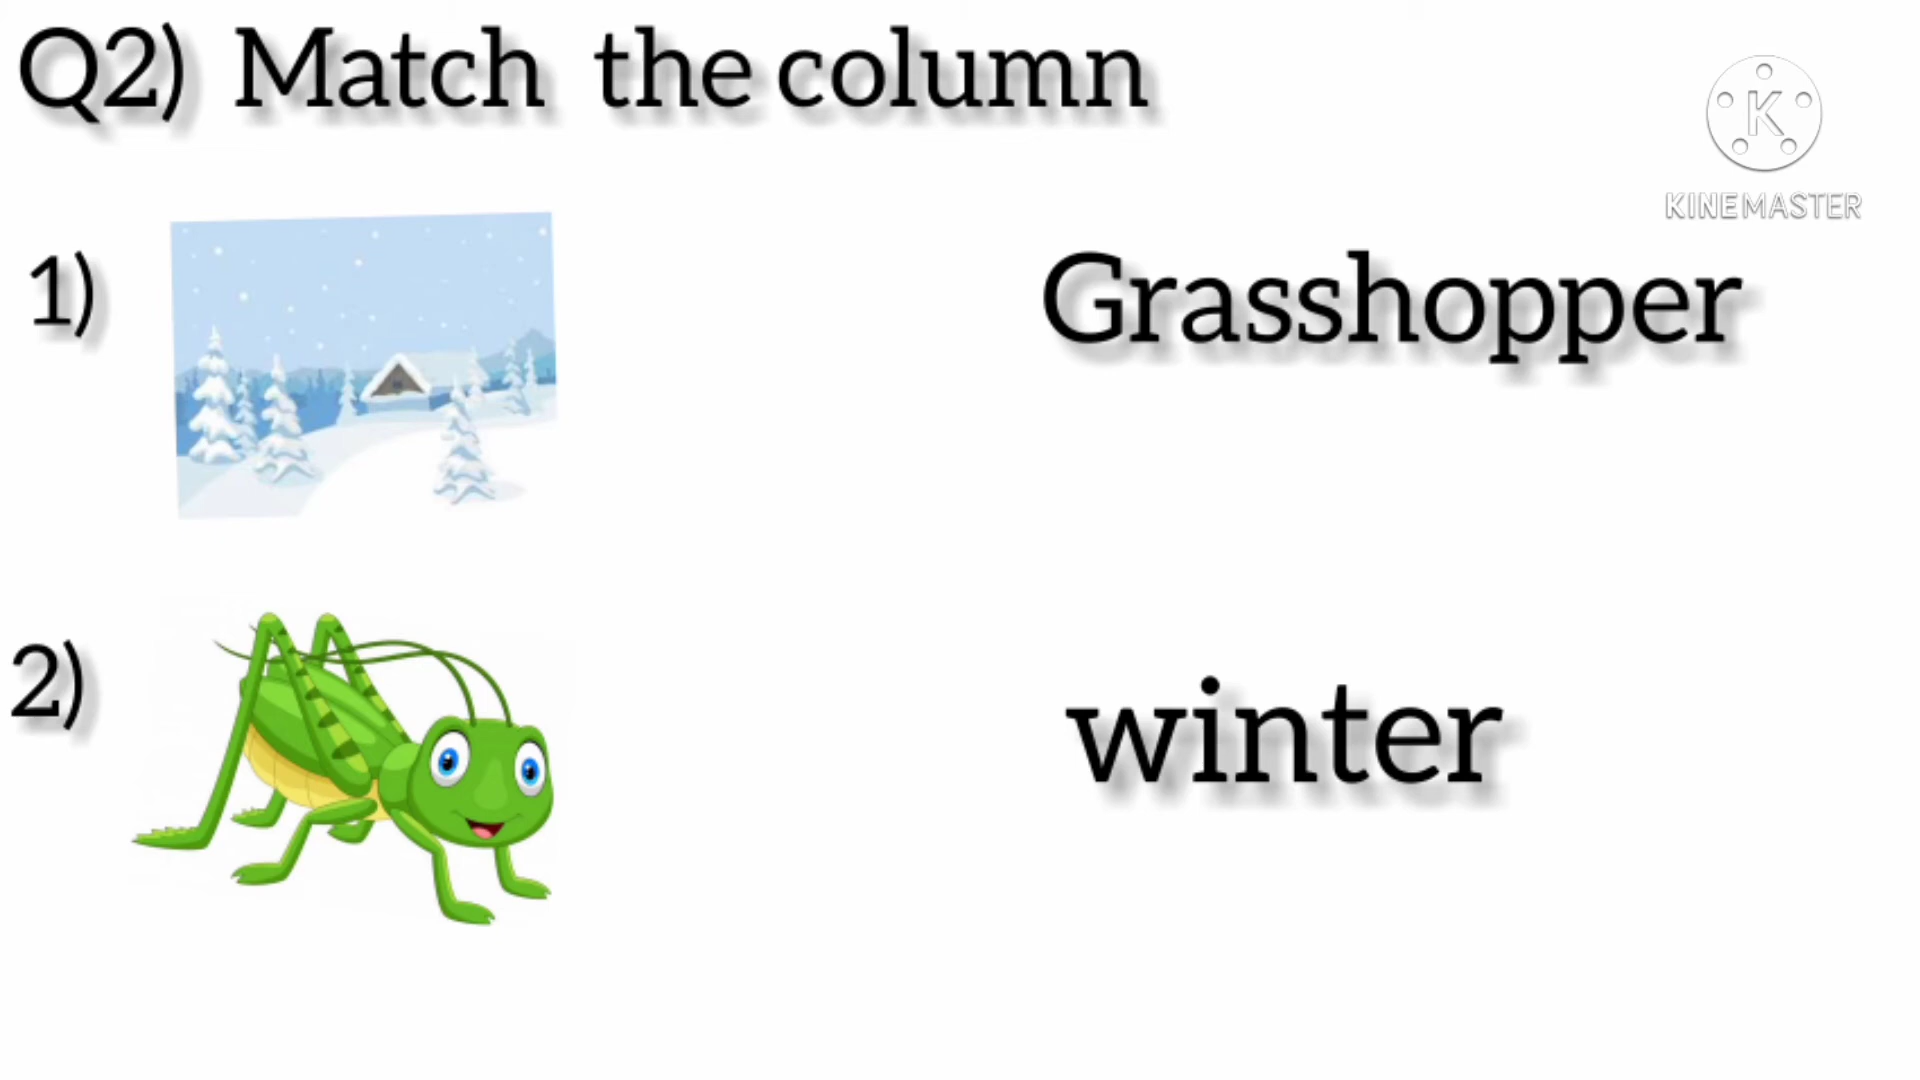 Q2) Match the column
K
KINEMASTER
1) Grasshopper
2) winter